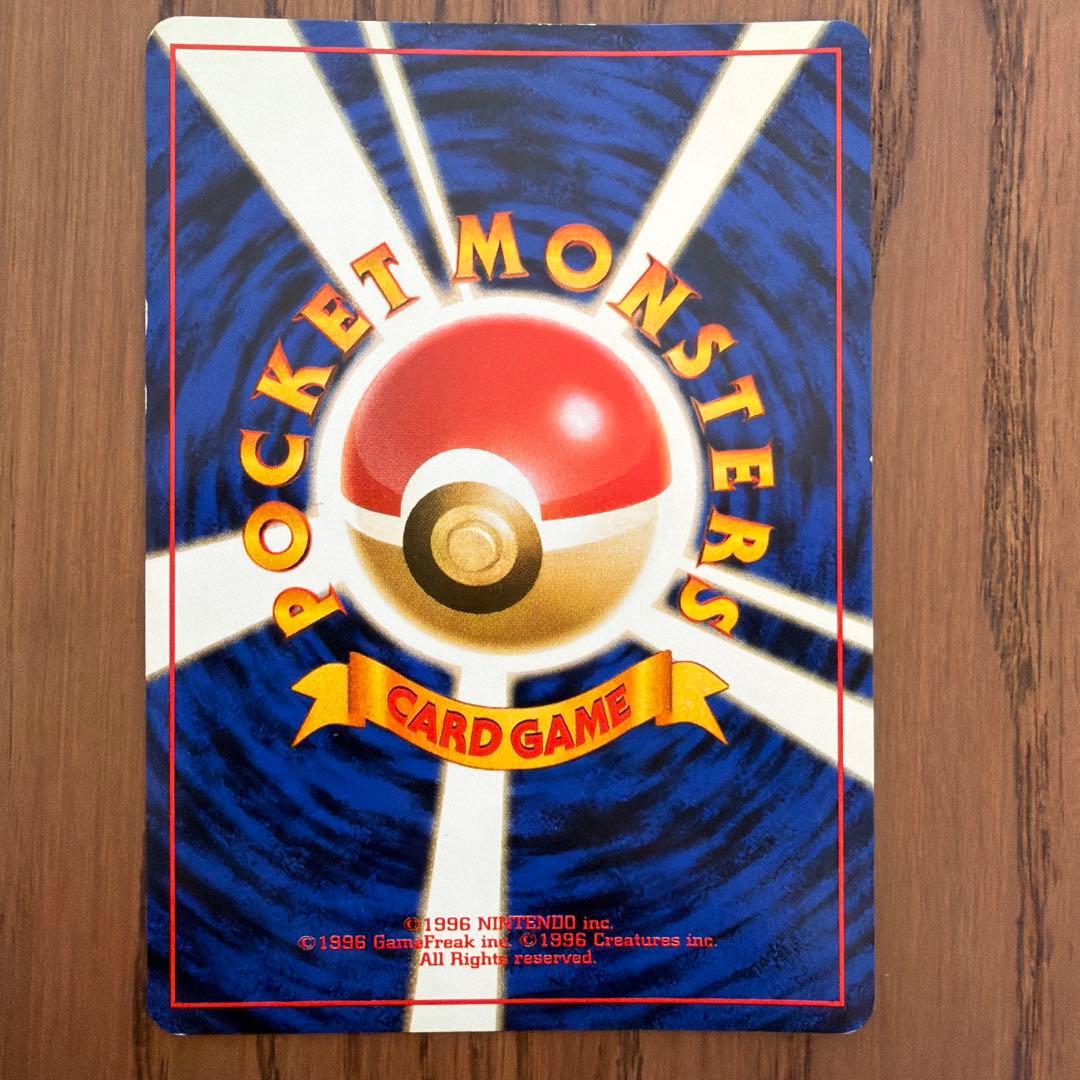 POCKET MONSTERS
CARD GAME
©1996 NINTENDO inc.
©1996 GameFreak inc. ©1996 Creatures inc.
All Rights reserved.